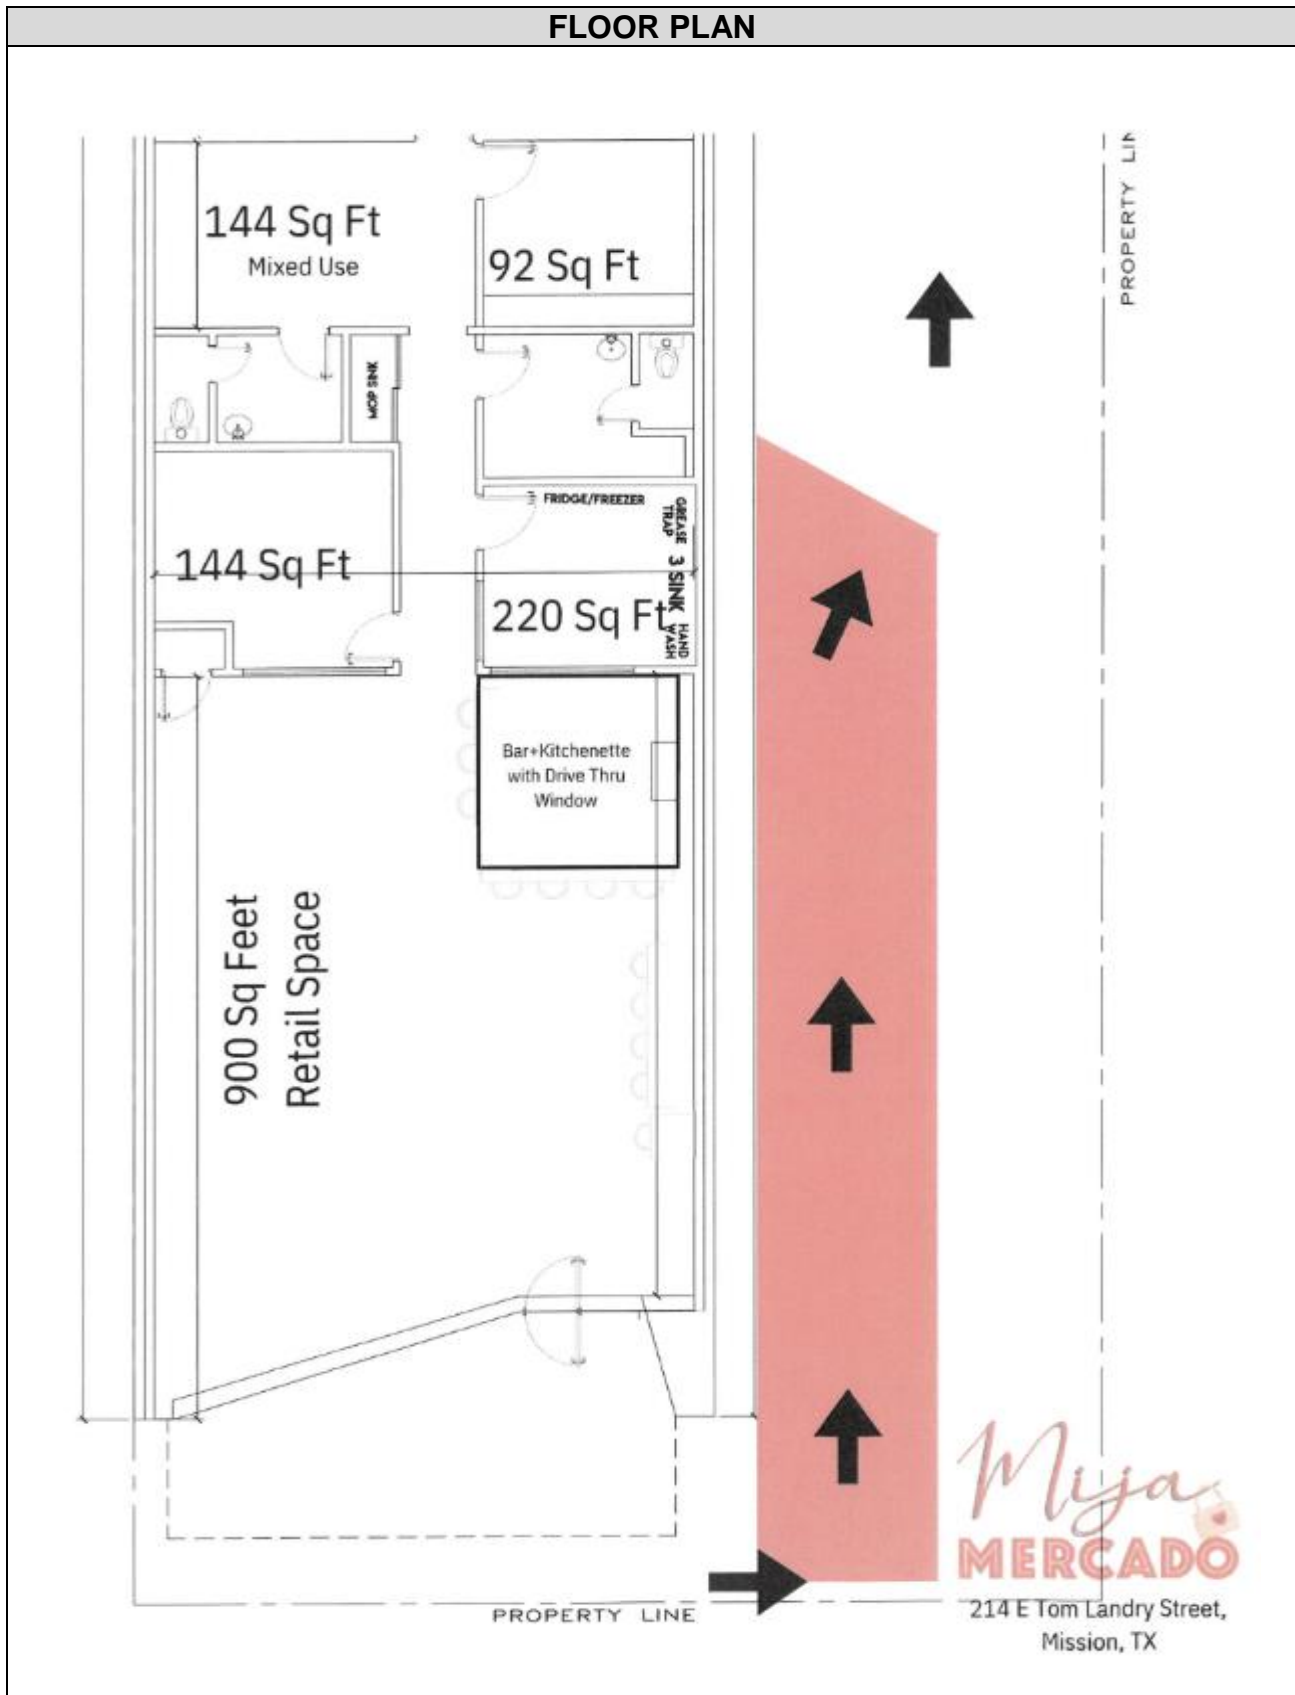 FLOOR PLAN
PROPERTY LIN
144 Sq Ft
Mixed Use
92 Sq Ft
MOP SINK
FRIDGE/FREEZER
GREASE
TRAP
3 SINK
HAND
WASH
144 Sq Ft
220 Sq Ft
Bar+Kitchenette
with Drive Thru
Window
900 Sq Feet
Retail Space
Mija
MERCADO
214 E Tom Landry Street,
Mission, TX
PROPERTY LINE